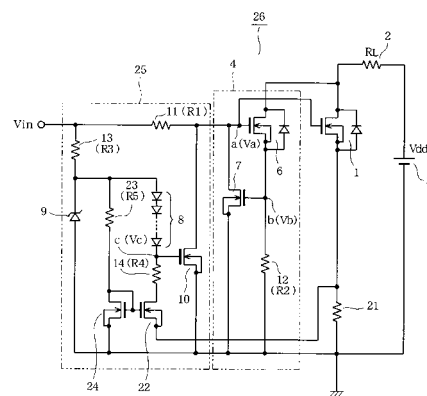 26
2
25
4
RL
11 (R1)
Vin
13
(R3)
a(Va)
6
1
Vdd
23
(R5)
7
9
8
b(Vb)
c (Vc)
14(R4)
10
12
(R2)
21
24
22